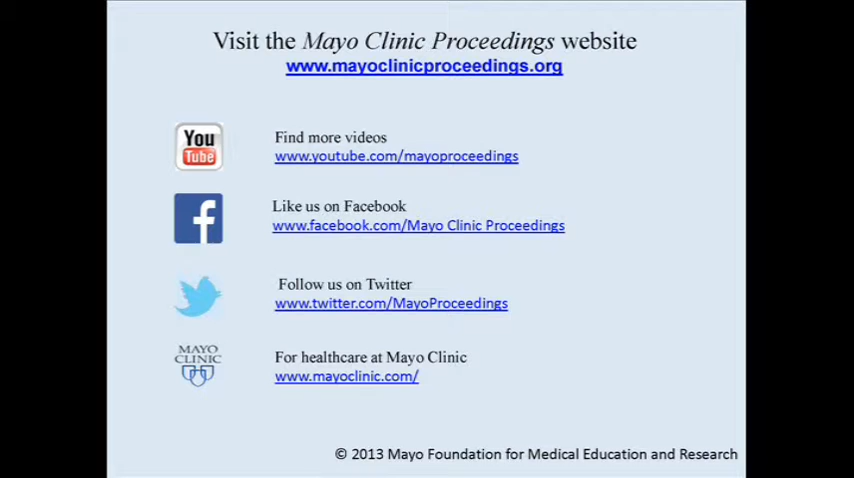 Visit the Mayo Clinic Proceedings website
www.mayoclinicproceedings.org
You
Tube
Find more videos
www.youtube.com/mayoproceedings
f
Like us on Facebook
www.facebook.com/Mayo Clinic Proceedings
Follow us on Twitter
www.twitter.com/MayoProceedings
MAYO
CLINIC
For healthcare at Mayo Clinic
www.mayoclinic.com/
© 2013 Mayo Foundation for Medical Education and Research